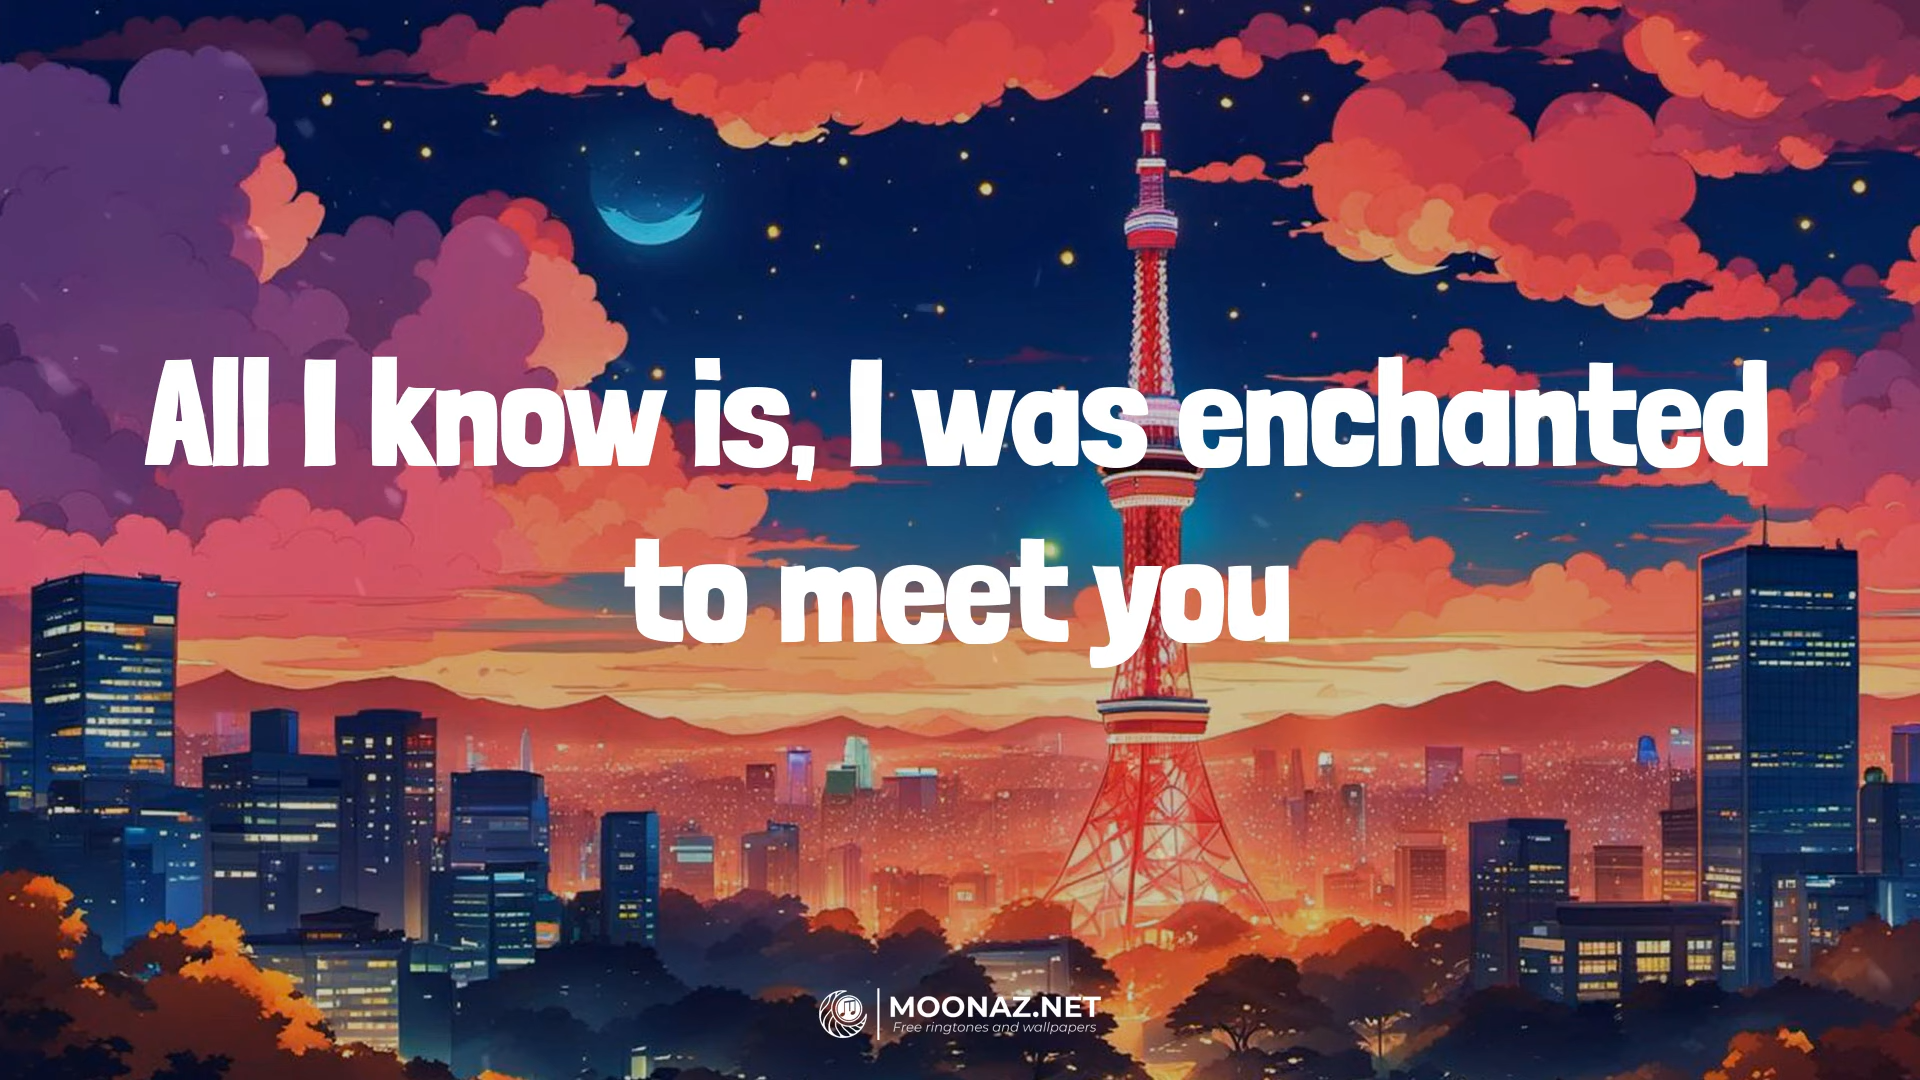 All I know is, I was enchanted
to meet you
MOONAZ.NET
Free ringtones and wallpapers